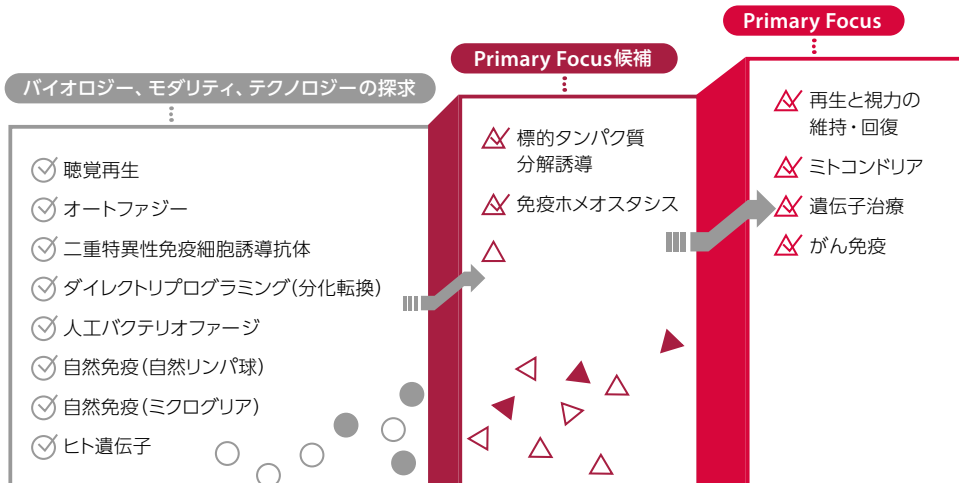 バイオロジー、モダリティ、テクノロジーの探求
聴覚再生
オートファジー
二重特異性免疫細胞誘導抗体
ダイレクトリプログラミング(分化転換)
人工バクテリオファージ
自然免疫(自然リンパ球)
自然免疫(ミクログリア)
ヒト遺伝子
Primary Focus候補
標的タンパク質
分解誘導
免疫ホメオスタシス
Primary Focus
再生と視力の
維持・回復
ミトコンドリア
遺伝子治療
がん免疫